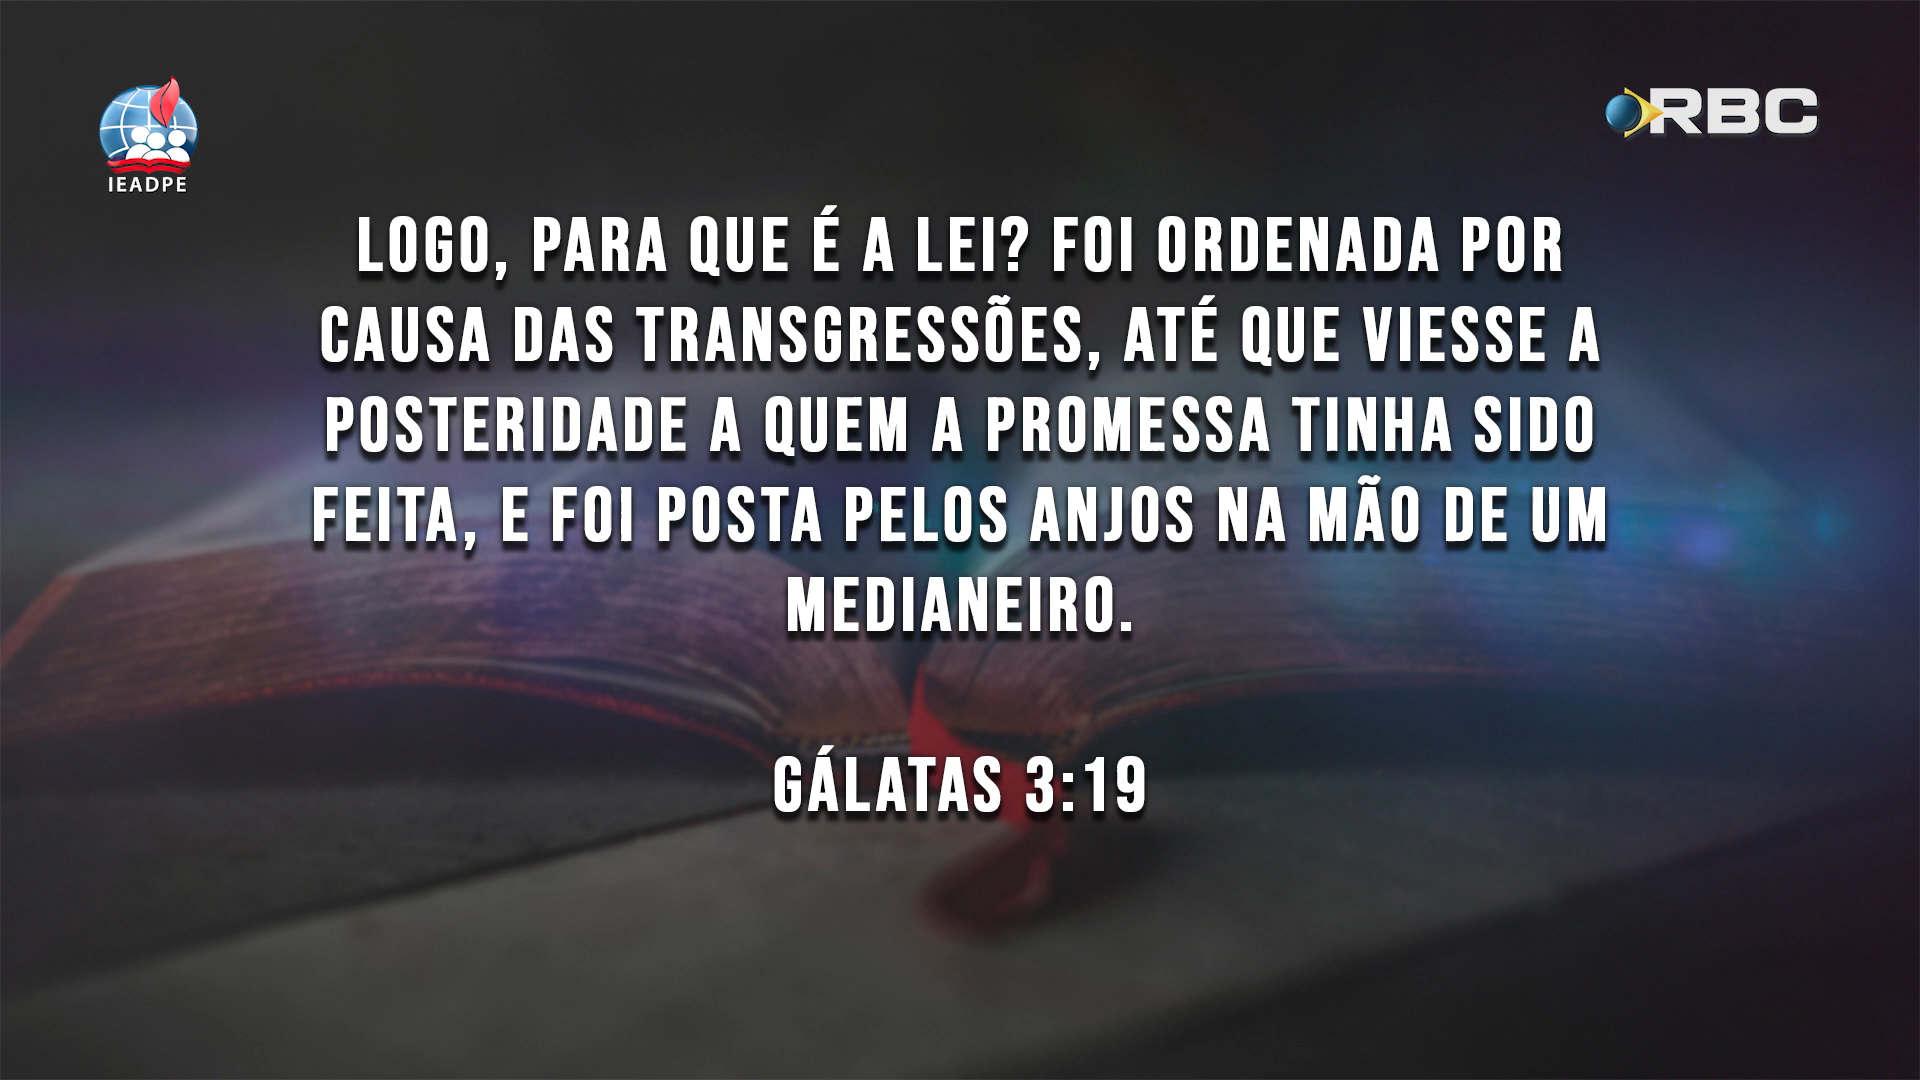 IEADPE
RBC
LOGO, PARA QUE É A LEI? FOI ORDENADA POR
CAUSA DAS TRANSGRESSÕES, ATÉ QUE VIESSE A
POSTERIDADE A QUEM A PROMESSA TINHA SIDO
FEITA, E FOI POSTA PELOS ANJOS NA MÃO DE UM
MEDIANEIRO.
GÁLATAS 3:19